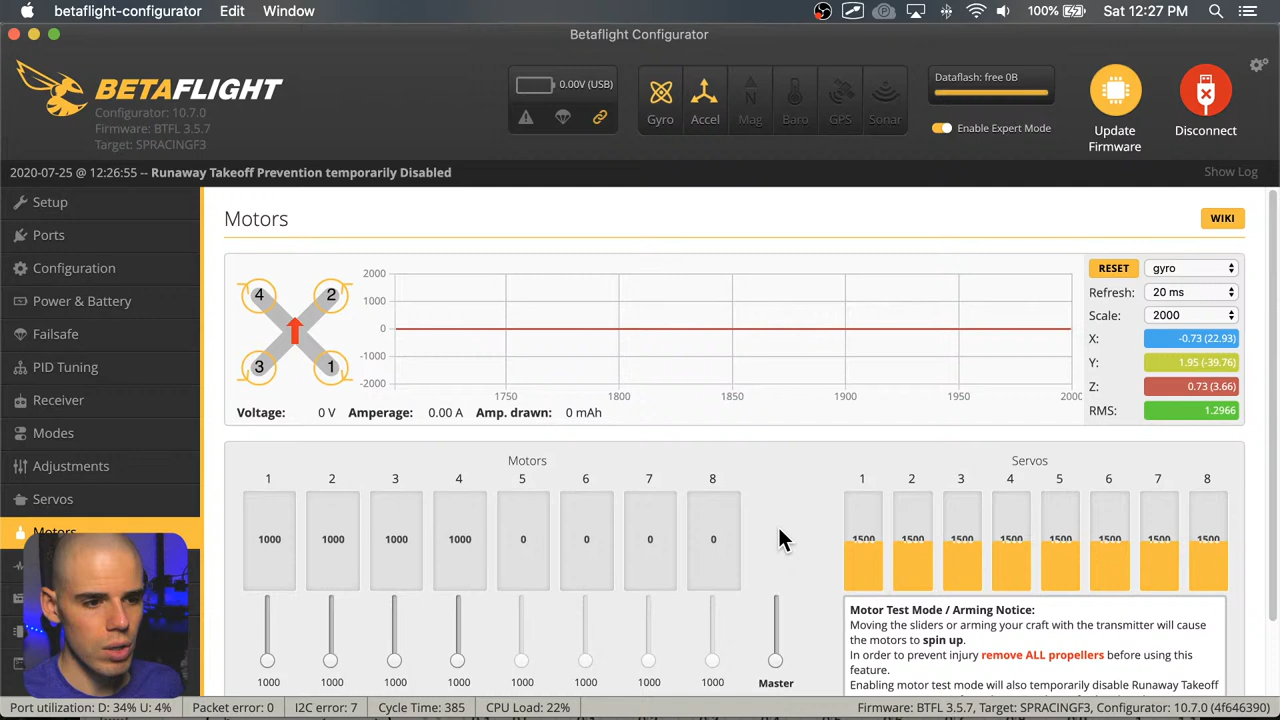 betaflight-configurator Edit Window 100% Sat 12:27 PM
Betaflight Configurator
BETAFLIGHT
Configurator: 10.7.0
Firmware: BTFL 3.5.7
Target: SPRACINGF3
0.00V (USB)
Gyro Accel Mag Baro GPS Sonar
Dataflash: free 0B
Enable Expert Mode
Update Firmware
Disconnect
2020-07-25 @ 12:26:55 -- Runaway Takeoff Prevention temporarily Disabled
Show Log
Setup
Ports
Configuration
Power & Battery
Failsafe
PID Tuning
Receiver
Modes
Adjustments
Servos
Motors
Motors
WIKI
4 2
3 1
2000
1000
0
-1000
-2000
1750 1800 1850 1900 1950 2000
Voltage: 0 V Amperage: 0.00 A Amp. drawn: 0 mAh
RESET gyro
Refresh: 20 ms
Scale: 2000
X: -0.73 (22.93)
Y: 1.95 (-39.76)
Z: 0.73 (3.66)
RMS: 1.2966
Motors
1 2 3 4 5 6 7 8
1000 1000 1000 1000 0 0 0 0
1000 1000 1000 1000 1000 1000 1000 1000 Master
Servos
1 2 3 4 5 6 7 8
1500 1500 1500 1500 1500 1500 1500 1500
Motor Test Mode / Arming Notice:
Moving the sliders or arming your craft with the transmitter will cause
the motors to spin up.
In order to prevent injury remove ALL propellers before using this
feature.
Enabling motor test mode will also temporarily disable Runaway Takeoff
Port utilization: D: 34% U: 4% Packet error: 0 I2C error: 7 Cycle Time: 385 CPU Load: 22% Firmware: BTFL 3.5.7, Target: SPRACINGF3, Configurator: 10.7.0 (4f646390)